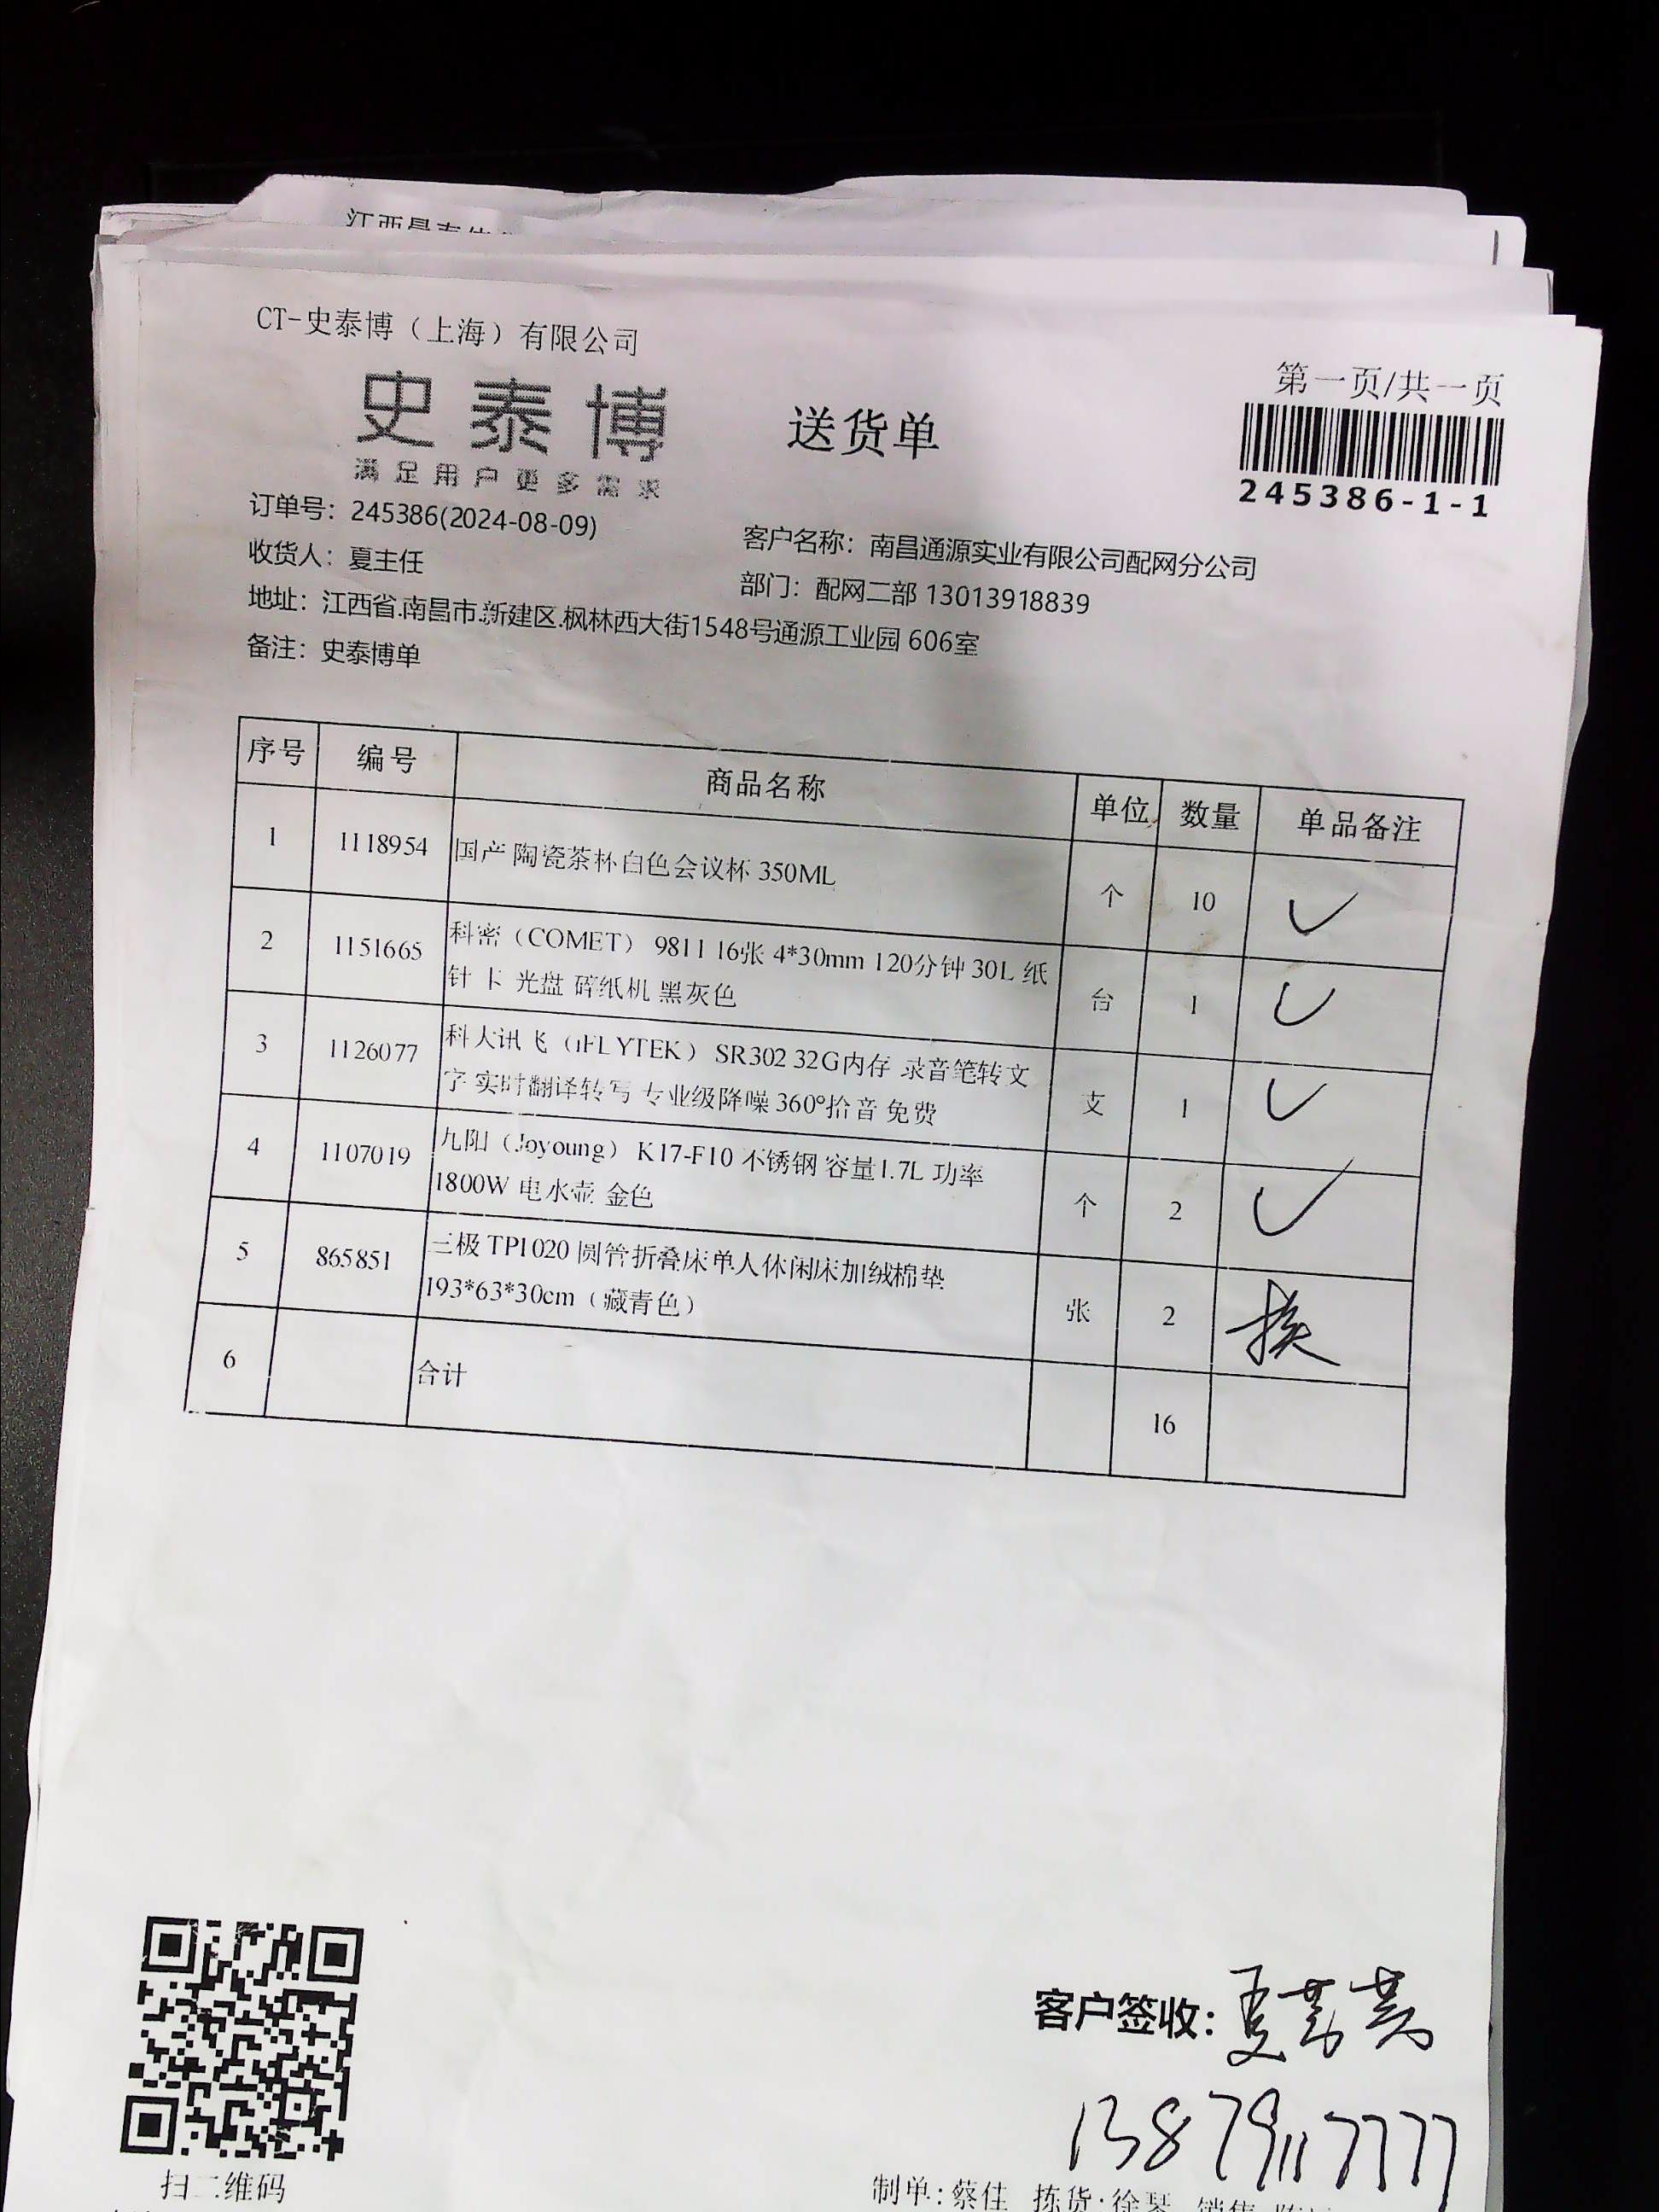 CT-史泰博（上海）有限公司
第一页/共一页
史泰博
送货单
满足用户更多需求
245386-1-1
订单号：245386(2024-08-09)
客户名称：南昌通源实业有限公司配网分公司
收货人：夏主任
部门：配网二部 13013918839
地址：江西省.南昌市.新建区.枫林西大街1548号通源工业园 606室
备注：史泰博单
序号 编号 商品名称 单位 数量 单品备注
1 1118954 国产 陶瓷茶杯白色会议杯 350ML 个 10 ✓
2 1151665 科密（COMET） 9811 16张 4*30mm 120分钟 30L 纸
针 卡 光盘 碎纸机 黑灰色 台 1 ✓
3 1126077 科大讯飞（iFLYTEK） SR302 32G内存 录音笔转文
字 实时翻译转写 专业级降噪 360°拾音 免费 支 1 ✓
4 1107019 九阳（Joyoung） K17-F10 不锈钢 容量1.7L 功率
1800W 电水壶 金色 个 2 ✓
5 865851 三极 TP1020 圆管折叠床单人休闲床加绒棉垫
193*63*30cm（藏青色） 张 2 换
6 合计 16
客户签收：夏
13879117777
扫二维码
制单：蔡佳 拣货：徐琴 销售